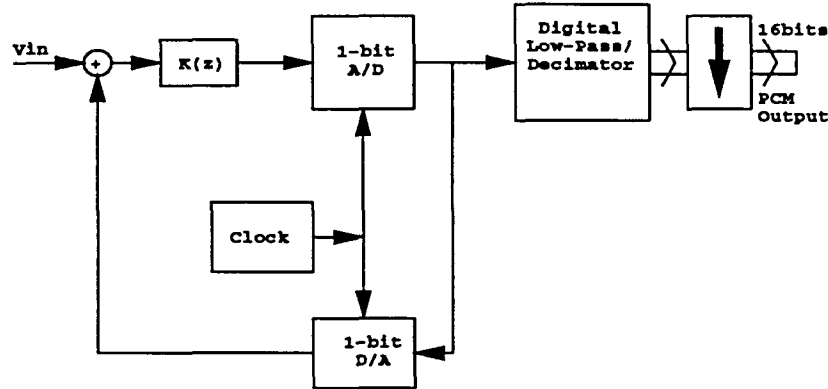 Vin
+
K(z)
1-bit
A/D
Digital
Low-Pass/
Decimator
16bits
PCM
Output
Clock
1-bit
D/A